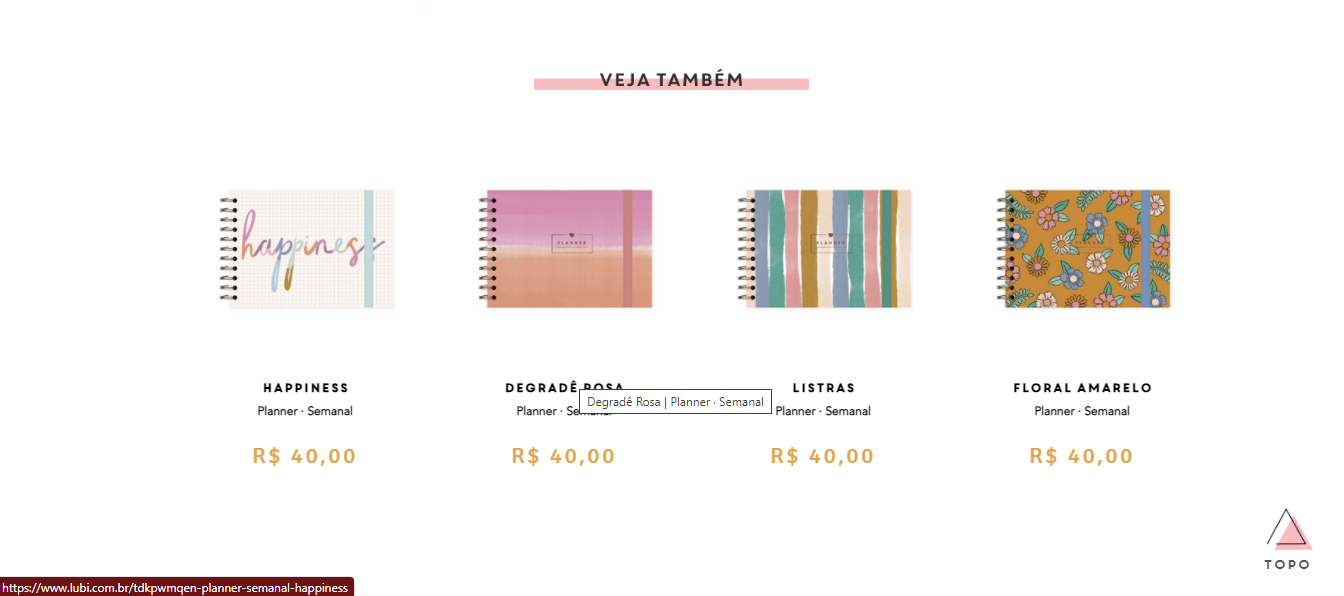 VEJA TAMBÉM
happiness
PLANNER
PLANNER
HAPPINESS
Planner · Semanal
R$ 40,00
DEGRADÊ ROSA
Degradê Rosa | Planner · Semanal
Planner · Se
R$ 40,00
LISTRAS
Planner · Semanal
R$ 40,00
FLORAL AMARELO
Planner · Semanal
R$ 40,00
TOPO
https://www.lubi.com.br/tdkpwmqen-planner-semanal-happiness